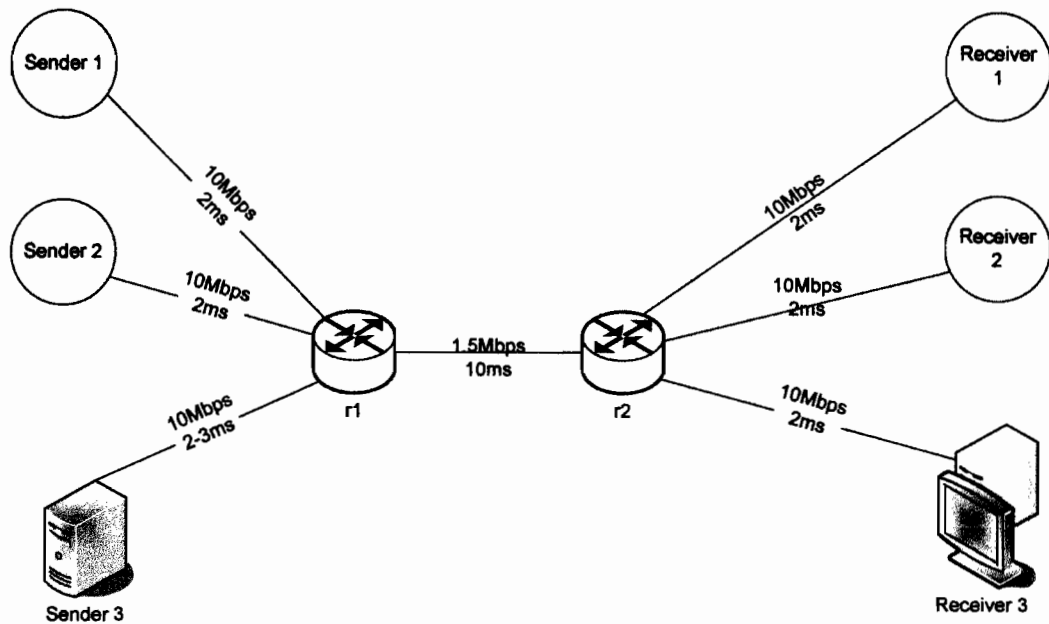 Sender 1
Receiver
1
10Mbps
2ms
10Mbps
2ms
Sender 2
Receiver
2
10Mbps
2ms
10Mbps
2ms
1.5Mbps
10ms
r1
r2
10Mbps
2-3ms
10Mbps
2ms
Sender 3
Receiver 3